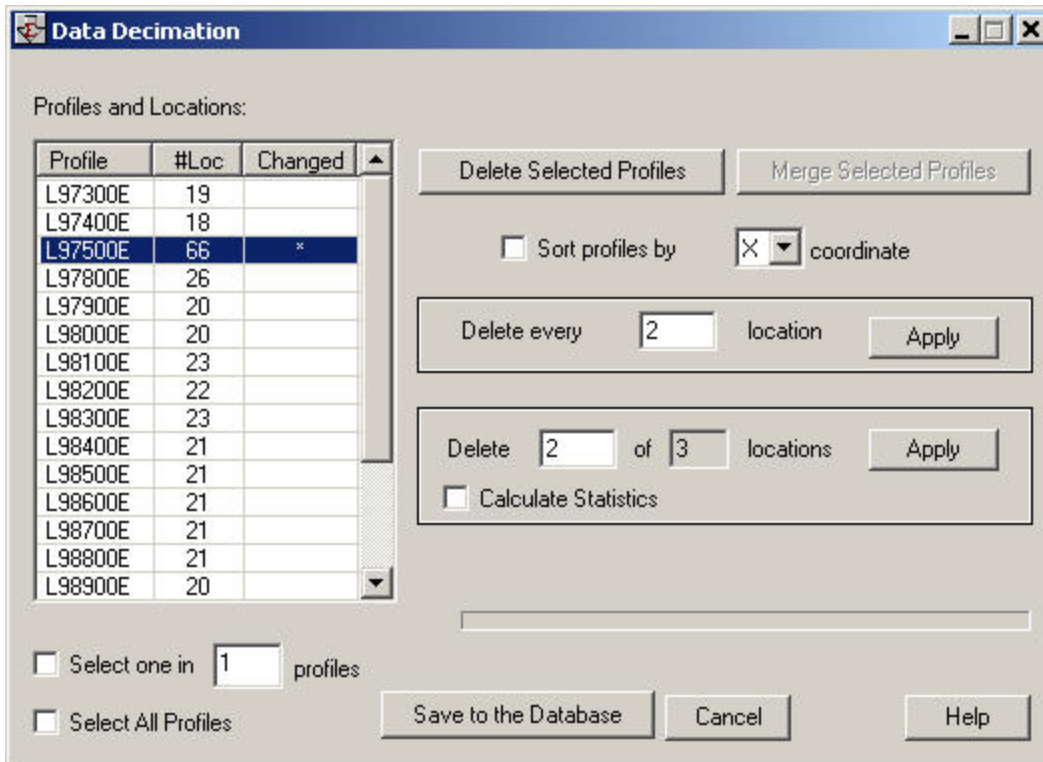 Data Decimation
Profiles and Locations:
Profile #Loc Changed
L97300E 19
L97400E 18
L97500E 66 *
L97800E 26
L97900E 20
L98000E 20
L98100E 23
L98200E 22
L98300E 23
L98400E 21
L98500E 21
L98600E 21
L98700E 21
L98800E 21
L98900E 20
Select one in 1 profiles
Select All Profiles
Delete Selected Profiles Merge Selected Profiles
Sort profiles by X coordinate
Delete every 2 location Apply
Delete 2 of 3 locations Apply
Calculate Statistics
Save to the Database Cancel Help